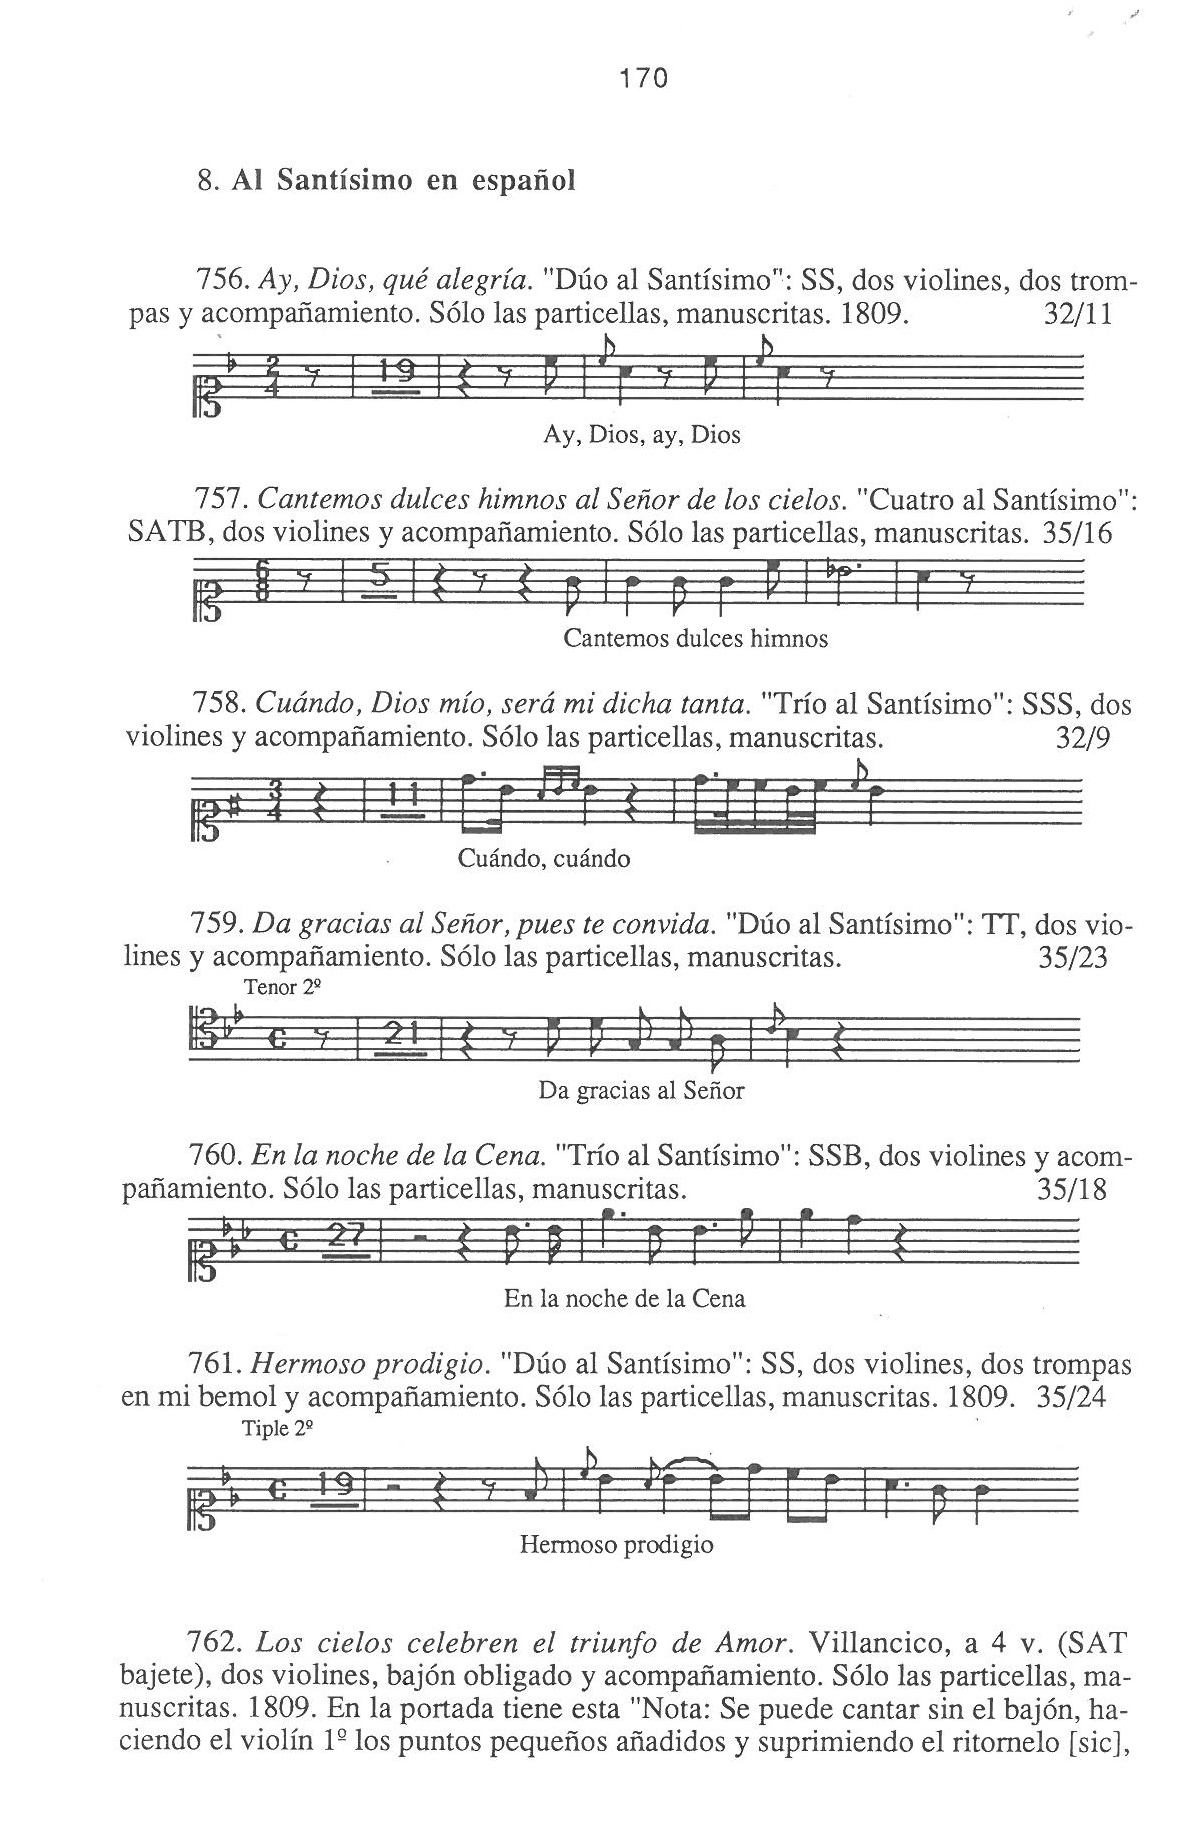 170
8. Al Santísimo en español
756. Ay, Dios, qué alegría. "Dúo al Santísimo": SS, dos violines, dos trom-
pas y acompañamiento. Sólo las particellas, manuscritas. 1809. 32/11
2/4 19
Ay, Dios, ay, Dios
757. Cantemos dulces himnos al Señor de los cielos. "Cuatro al Santísimo":
SATB, dos violines y acompañamiento. Sólo las particellas, manuscritas. 35/16
6/8 5
Cantemos dulces himnos
758. Cuándo, Dios mío, será mi dicha tanta. "Trío al Santísimo": SSS, dos
violines y acompañamiento. Sólo las particellas, manuscritas. 32/9
3/4 11
Cuándo, cuándo
759. Da gracias al Señor, pues te convida. "Dúo al Santísimo": TT, dos vio-
lines y acompañamiento. Sólo las particellas, manuscritas. 35/23
Tenor 2º
21
Da gracias al Señor
760. En la noche de la Cena. "Trío al Santísimo": SSB, dos violines y acom-
pañamiento. Sólo las particellas, manuscritas. 35/18
27
En la noche de la Cena
761. Hermoso prodigio. "Dúo al Santísimo": SS, dos violines, dos trompas
en mi bemol y acompañamiento. Sólo las particellas, manuscritas. 1809. 35/24
Tiple 2º
19
Hermoso prodigio
762. Los cielos celebren el triunfo de Amor. Villancico, a 4 v. (SAT
bajete), dos violines, bajón obligado y acompañamiento. Sólo las particellas, ma-
nuscritas. 1809. En la portada tiene esta "Nota: Se puede cantar sin el bajón, ha-
ciendo el violín 1º los puntos pequeños añadidos y suprimiendo el ritornelo [sic],